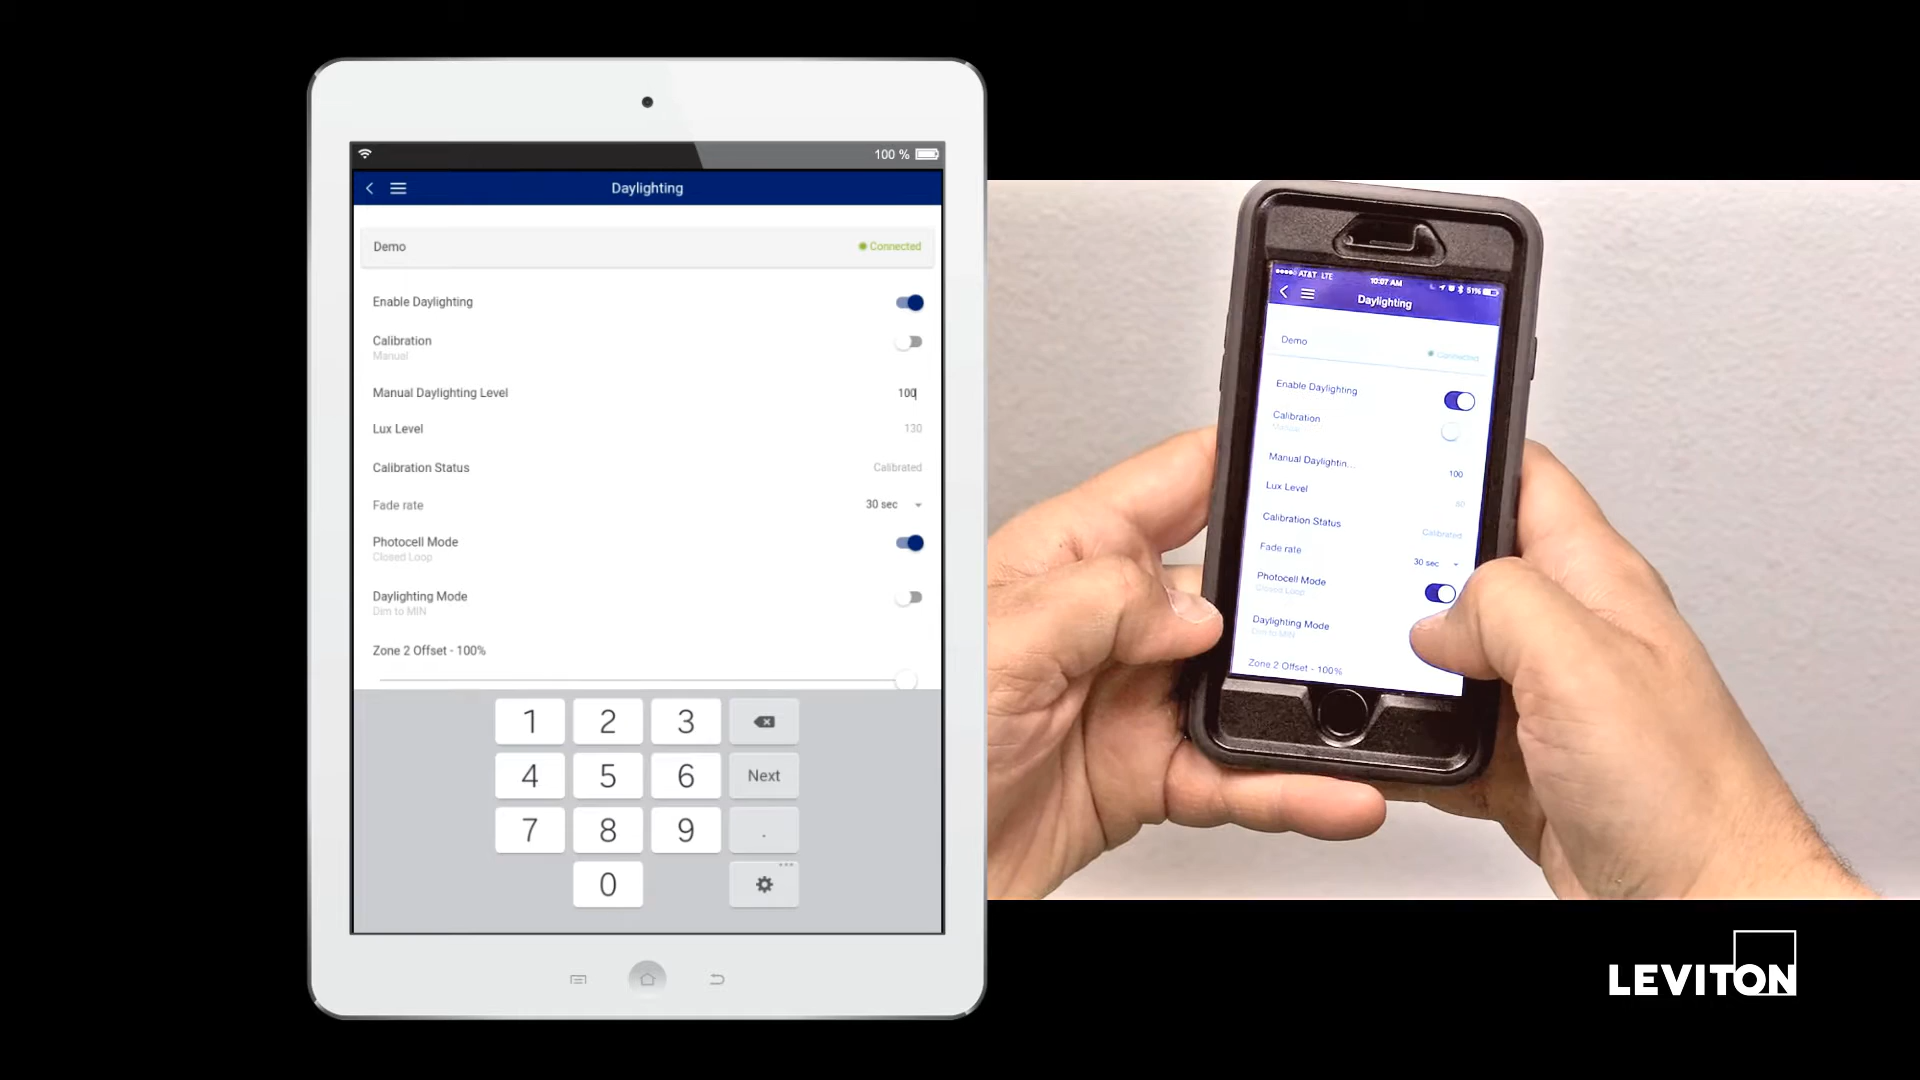 100 %
Daylighting
Demo
Connected
Enable Daylighting
Calibration
Manual
Manual Daylighting Level 100
Lux Level 130
Calibration Status Calibrated
Fade rate 30 sec
Photocell Mode
Closed Loop
Daylighting Mode
Dim to MIN
Zone 2 Offset - 100%
1 2 3
4 5 6 Next
7 8 9 .
0
AT&T LTE 10:07 AM 51%
Daylighting
Demo
Connected
Enable Daylighting
Calibration
Manual
Manual Daylightin... 100
Lux Level
Calibration Status Calibrated
Fade rate 30 sec
Photocell Mode
Closed Loop
Daylighting Mode
Dim to MIN
Zone 2 Offset - 100%
LEVITON